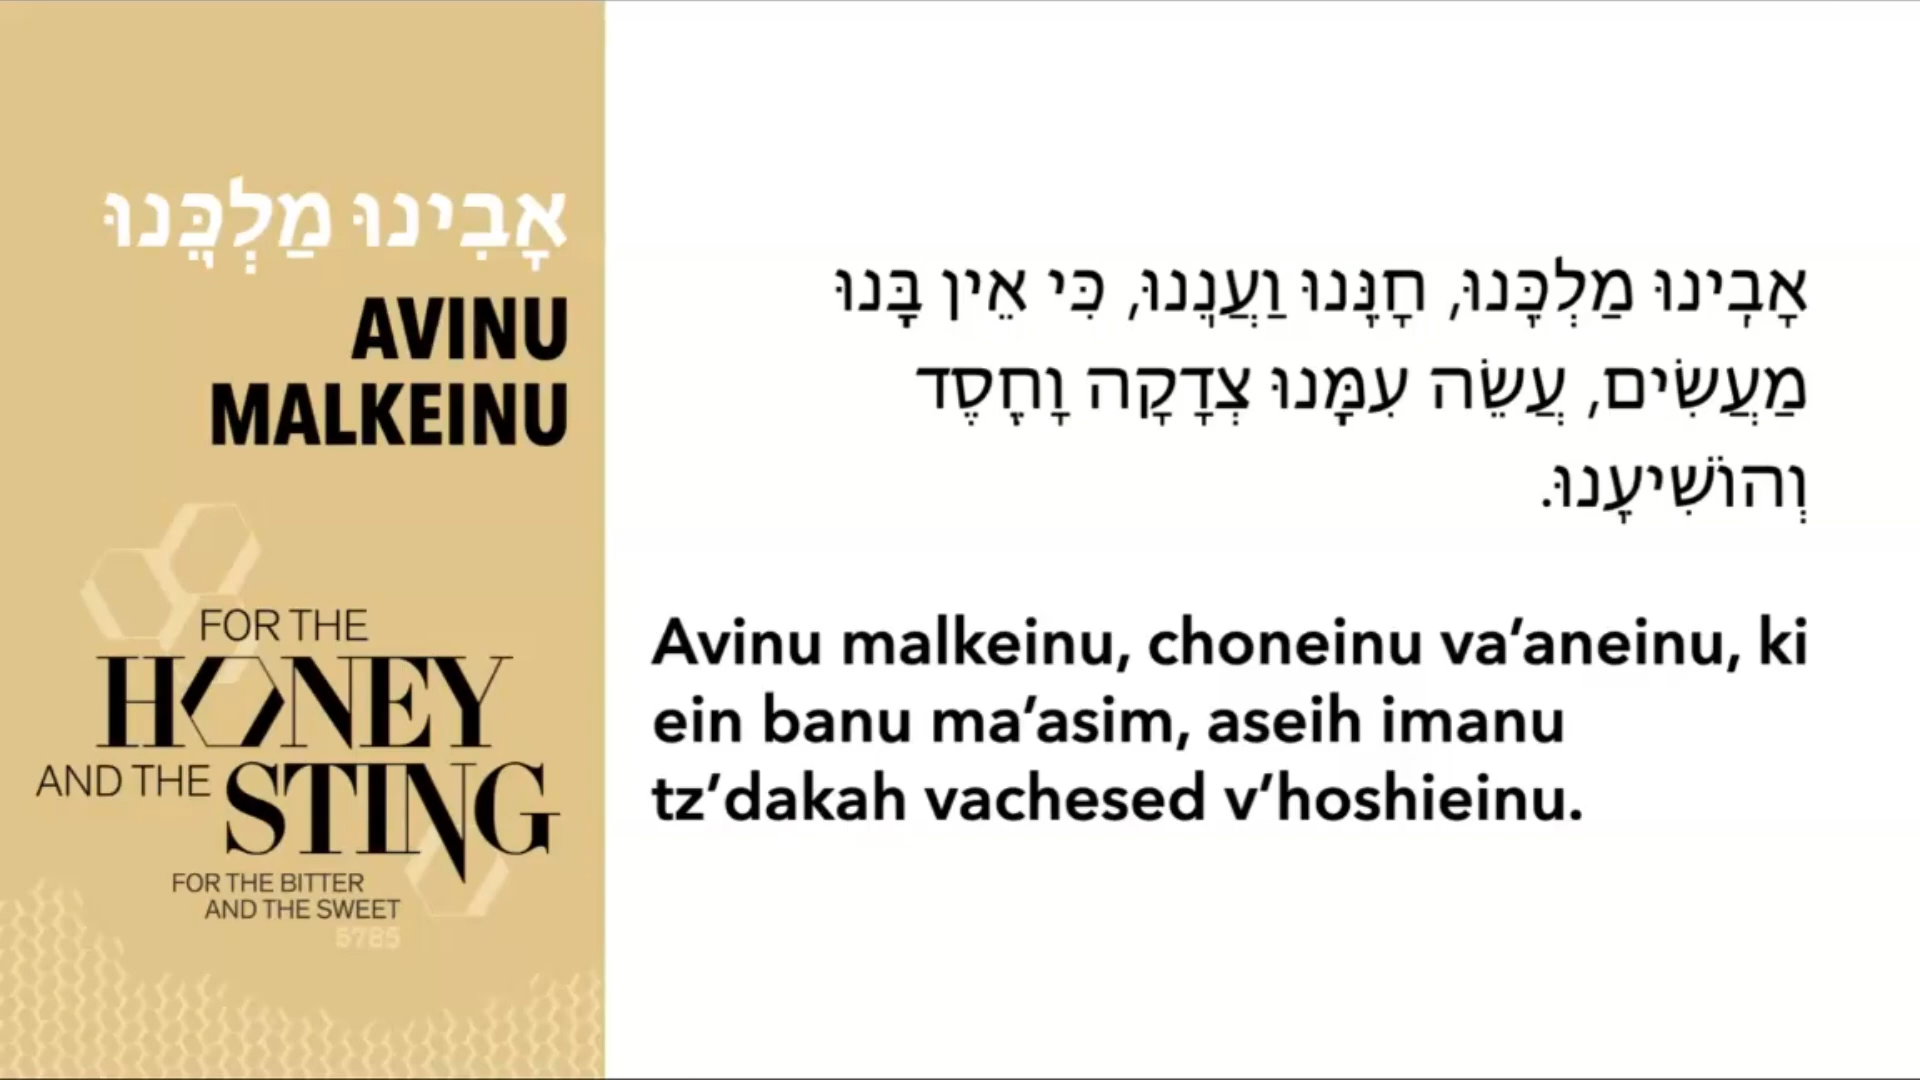 אָבִינוּ מַלְכֵּנוּ
AVINU
MALKEINU
FOR THE
HONEY
AND THE STING
FOR THE BITTER
AND THE SWEET
5785
אָבִינוּ מַלְכֵּנוּ, חָנֵּנוּ וַעֲנֵנוּ, כִּי אֵין בָּנוּ
מַעֲשִׂים, עֲשֵׂה עִמָּנוּ צְדָקָה וָחֶסֶד
וְהוֹשִׁיעֵנוּ.
Avinu malkeinu, choneinu va’aneinu, ki
ein banu ma’asim, aseih imanu
tz’dakah vachesed v’hoshieinu.